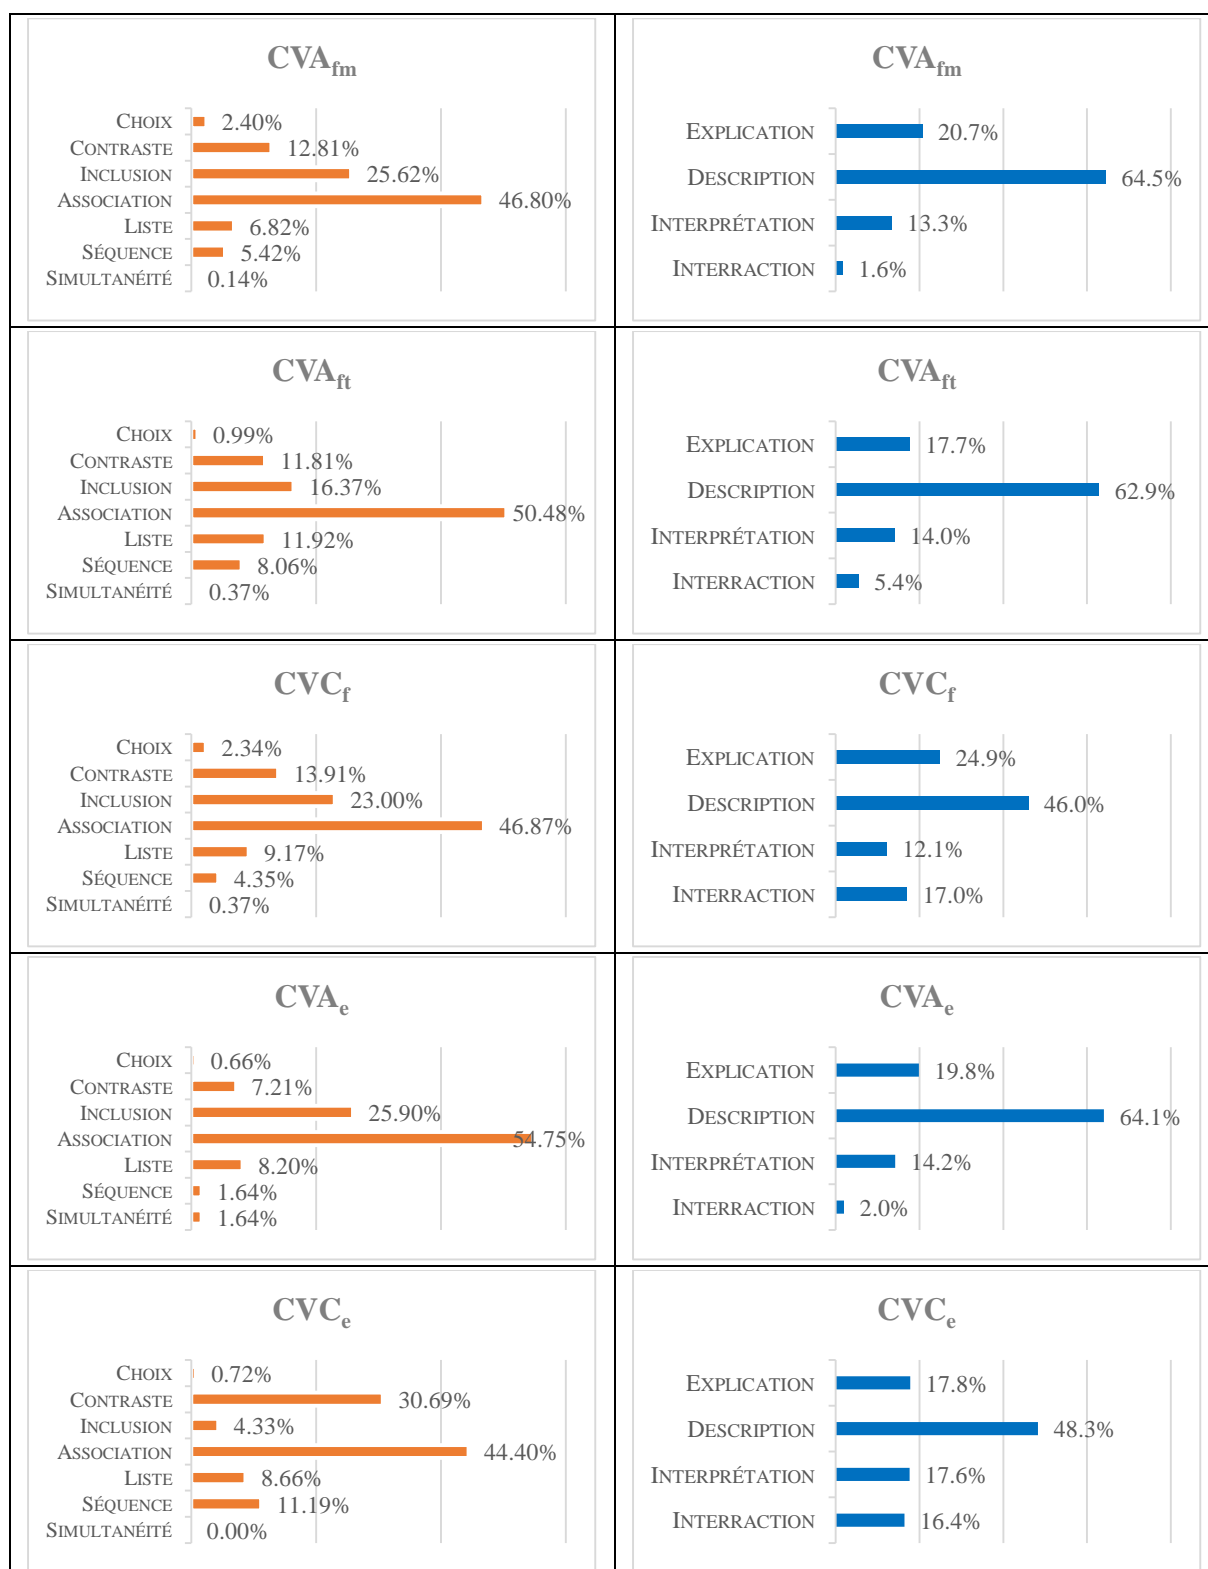 CVAfm
CHOIX 2.40%
CONTRASTE 12.81%
INCLUSION 25.62%
ASSOCIATION 46.80%
LISTE 6.82%
SÉQUENCE 5.42%
SIMULTANÉITÉ 0.14%
CVAfm
EXPLICATION 20.7%
DESCRIPTION 64.5%
INTERPRÉTATION 13.3%
INTERRACTION 1.6%
CVAft
CHOIX 0.99%
CONTRASTE 11.81%
INCLUSION 16.37%
ASSOCIATION 50.48%
LISTE 11.92%
SÉQUENCE 8.06%
SIMULTANÉITÉ 0.37%
CVAft
EXPLICATION 17.7%
DESCRIPTION 62.9%
INTERPRÉTATION 14.0%
INTERRACTION 5.4%
CVCf
CHOIX 2.34%
CONTRASTE 13.91%
INCLUSION 23.00%
ASSOCIATION 46.87%
LISTE 9.17%
SÉQUENCE 4.35%
SIMULTANÉITÉ 0.37%
CVCf
EXPLICATION 24.9%
DESCRIPTION 46.0%
INTERPRÉTATION 12.1%
INTERRACTION 17.0%
CVAe
CHOIX 0.66%
CONTRASTE 7.21%
INCLUSION 25.90%
ASSOCIATION 54.75%
LISTE 8.20%
SÉQUENCE 1.64%
SIMULTANÉITÉ 1.64%
CVAe
EXPLICATION 19.8%
DESCRIPTION 64.1%
INTERPRÉTATION 14.2%
INTERRACTION 2.0%
CVCe
CHOIX 0.72%
CONTRASTE 30.69%
INCLUSION 4.33%
ASSOCIATION 44.40%
LISTE 8.66%
SÉQUENCE 11.19%
SIMULTANÉITÉ 0.00%
CVCe
EXPLICATION 17.8%
DESCRIPTION 48.3%
INTERPRÉTATION 17.6%
INTERRACTION 16.4%